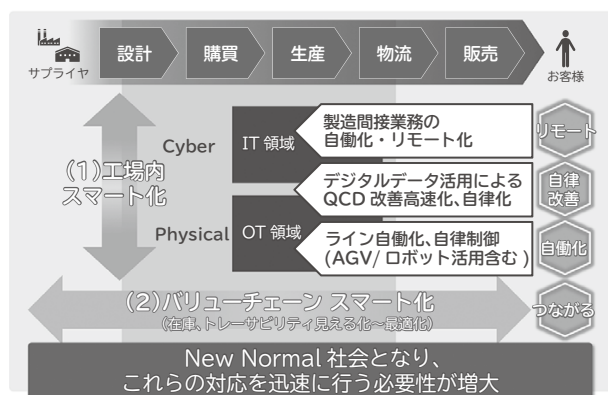 サプライヤ
設計
購買
生産
物流
販売
お客様
(1)工場内
スマート化
Cyber
IT 領域
製造間接業務の
自働化・リモート化
リモート
デジタルデータ活用による
QCD 改善高速化、自律化
自律
改善
Physical
OT 領域
ライン自働化、自律制御
(AGV/ ロボット活用含む )
自働化
(2)バリューチェーン スマート化
(在庫、トレーサビリティ見える化~最適化)
つながる
New Normal 社会となり、
これらの対応を迅速に行う必要性が増大